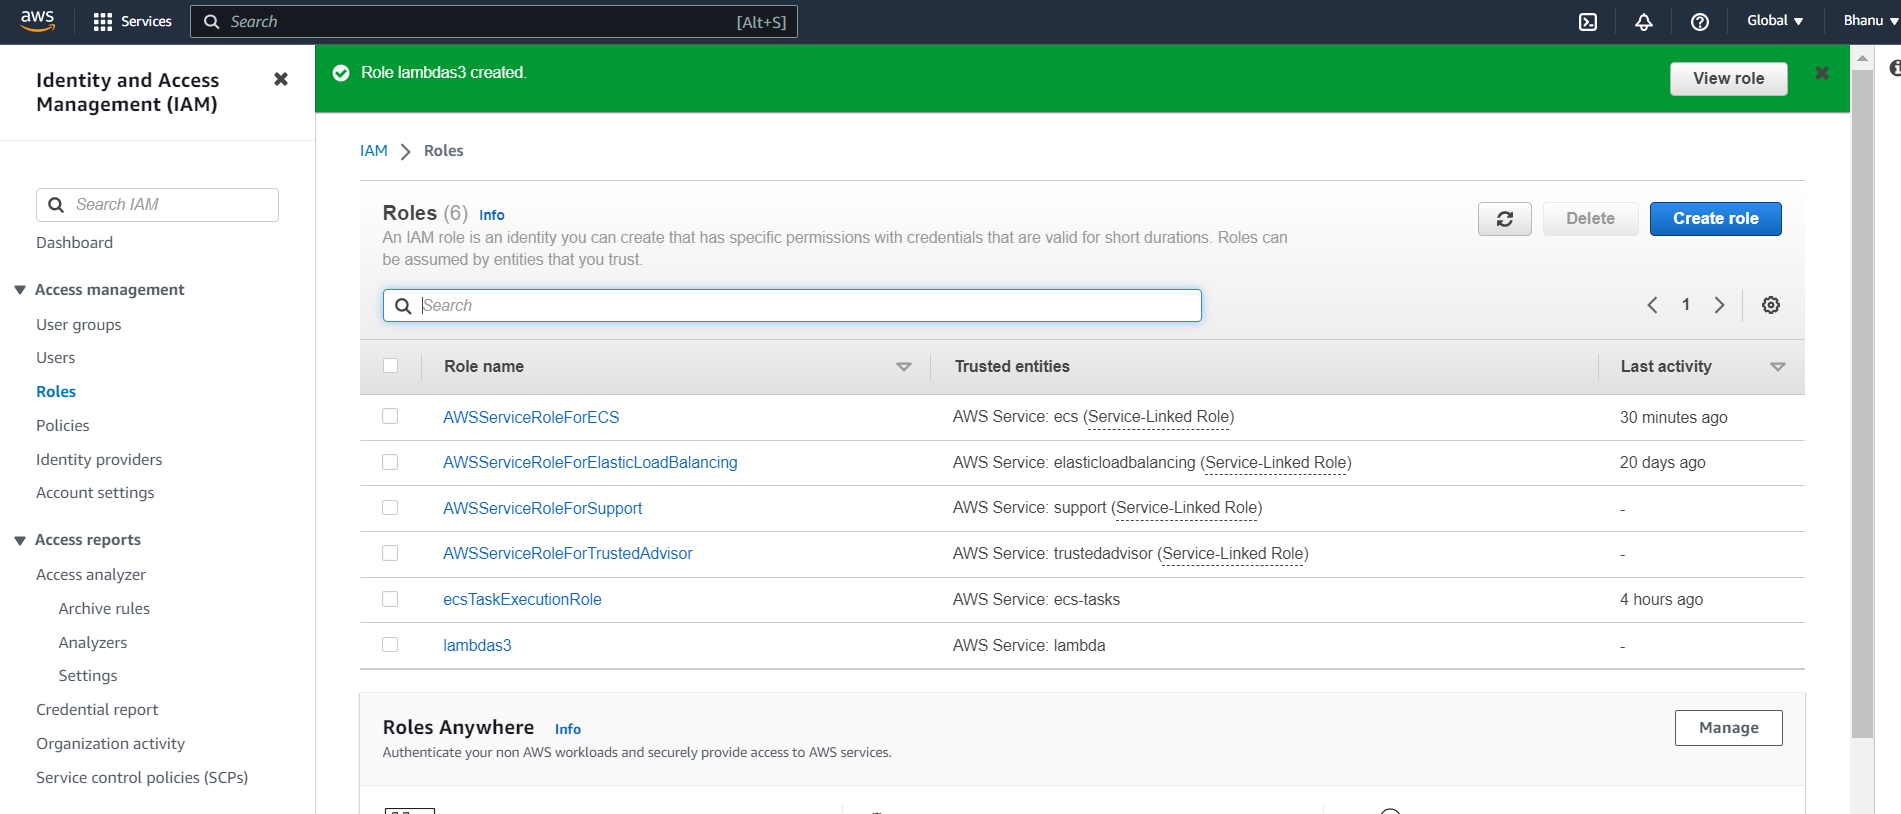 aws
Services
Search
[Alt+S]
Global
Bhanu
Identity and Access
Management (IAM)
Search IAM
Dashboard
Access management
User groups
Users
Roles
Policies
Identity providers
Account settings
Access reports
Access analyzer
Archive rules
Analyzers
Settings
Credential report
Organization activity
Service control policies (SCPs)
Role lambdas3 created.
View role
IAM
Roles
Roles (6) Info
An IAM role is an identity you can create that has specific permissions with credentials that are valid for short durations. Roles can
be assumed by entities that you trust.
Delete
Create role
Search
1
Role name
Trusted entities
Last activity
AWSServiceRoleForECS
AWS Service: ecs (Service-Linked Role)
30 minutes ago
AWSServiceRoleForElasticLoadBalancing
AWS Service: elasticloadbalancing (Service-Linked Role)
20 days ago
AWSServiceRoleForSupport
AWS Service: support (Service-Linked Role)
-
AWSServiceRoleForTrustedAdvisor
AWS Service: trustedadvisor (Service-Linked Role)
-
ecsTaskExecutionRole
AWS Service: ecs-tasks
4 hours ago
lambdas3
AWS Service: lambda
-
Roles Anywhere Info
Authenticate your non AWS workloads and securely provide access to AWS services.
Manage